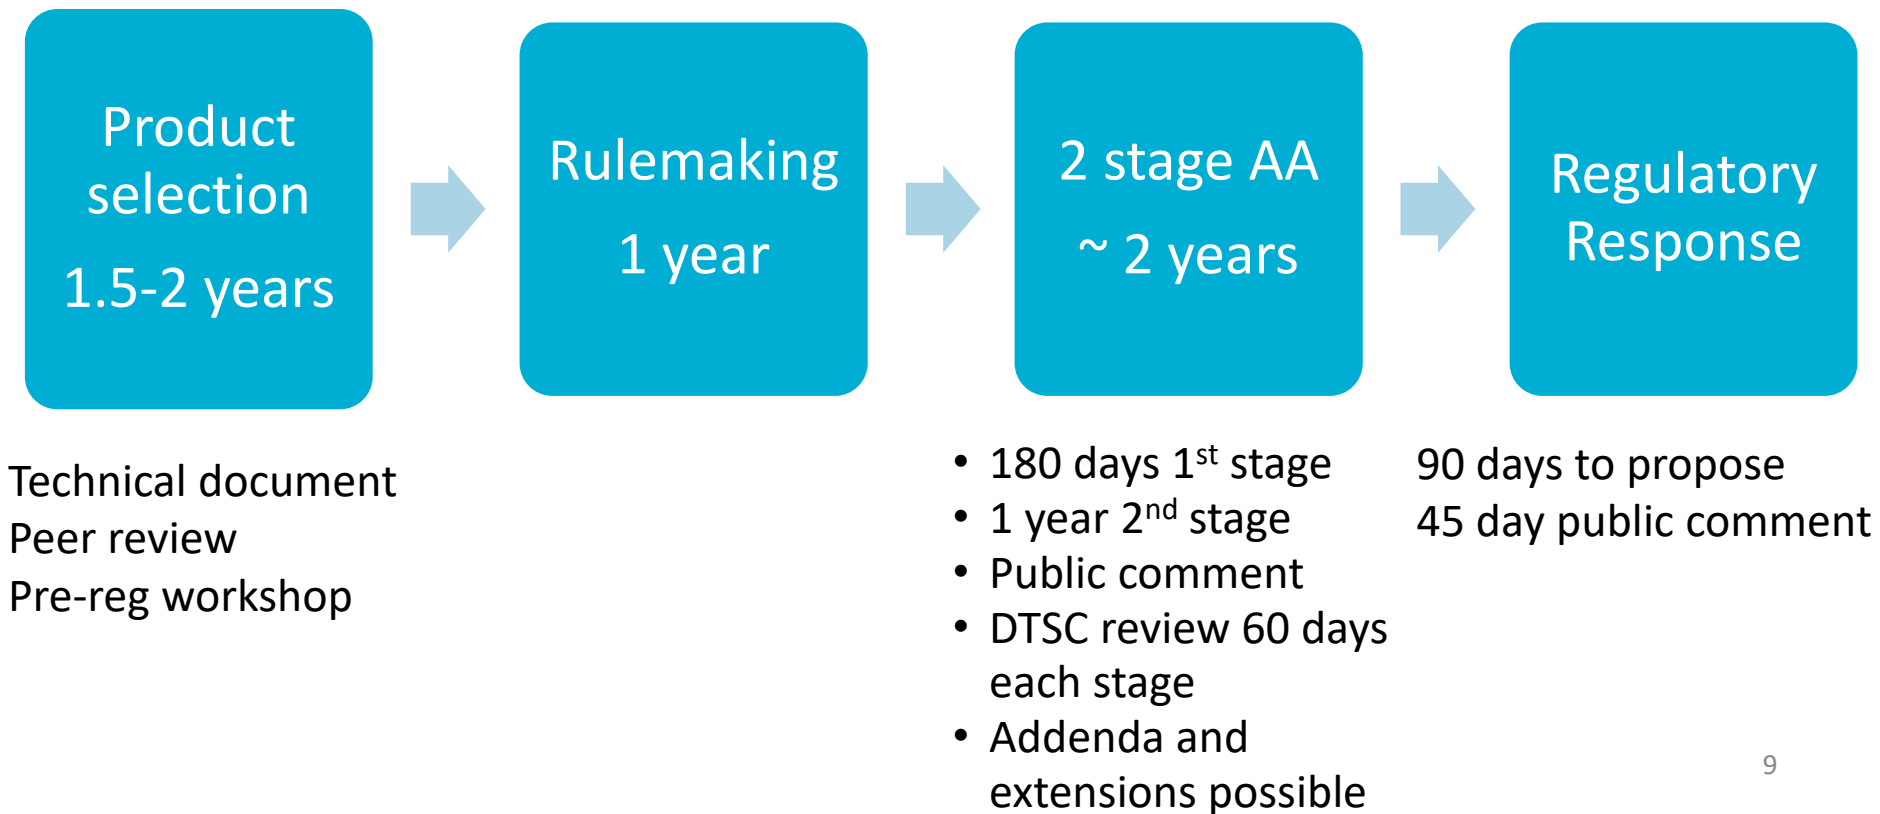 Product
selection
1.5-2 years
Rulemaking
1 year
2 stage AA
~ 2 years
Regulatory
Response
Technical document
Peer review
Pre-reg workshop
• 180 days 1st stage
• 1 year 2nd stage
• Public comment
• DTSC review 60 days
each stage
• Addenda and
extensions possible
90 days to propose
45 day public comment
9